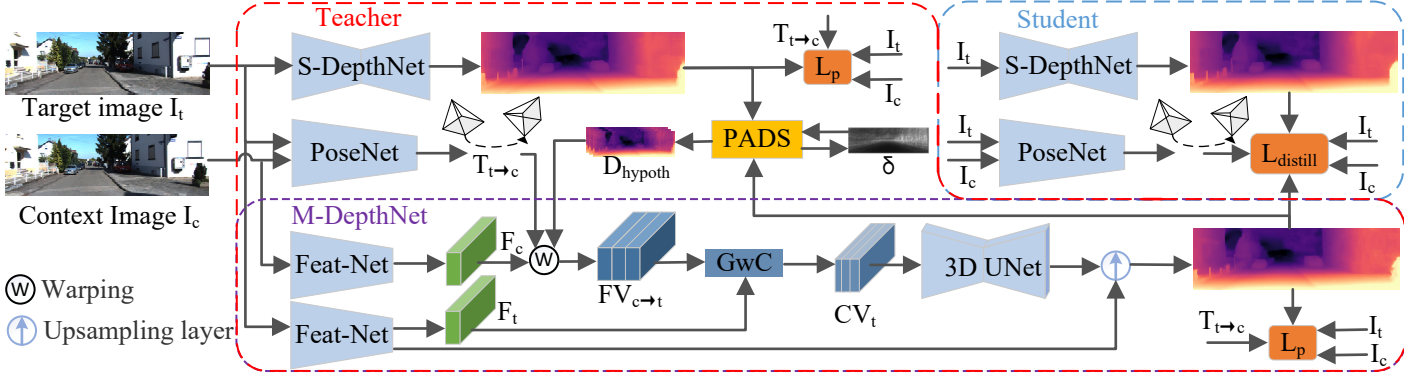 Teacher
Student
S-DepthNet
T_t→c
I_t
L_p
I_c
I_t
S-DepthNet
Target image I_t
PoseNet
T_t→c
D_hypoth
PADS
δ
I_t
I_c
PoseNet
L_distill
I_t
I_c
Context Image I_c
M-DepthNet
Feat-Net
F_c
W
FV_c→t
GwC
CV_t
3D UNet
W Warping
Upsampling layer
Feat-Net
F_t
T_t→c
L_p
I_t
I_c